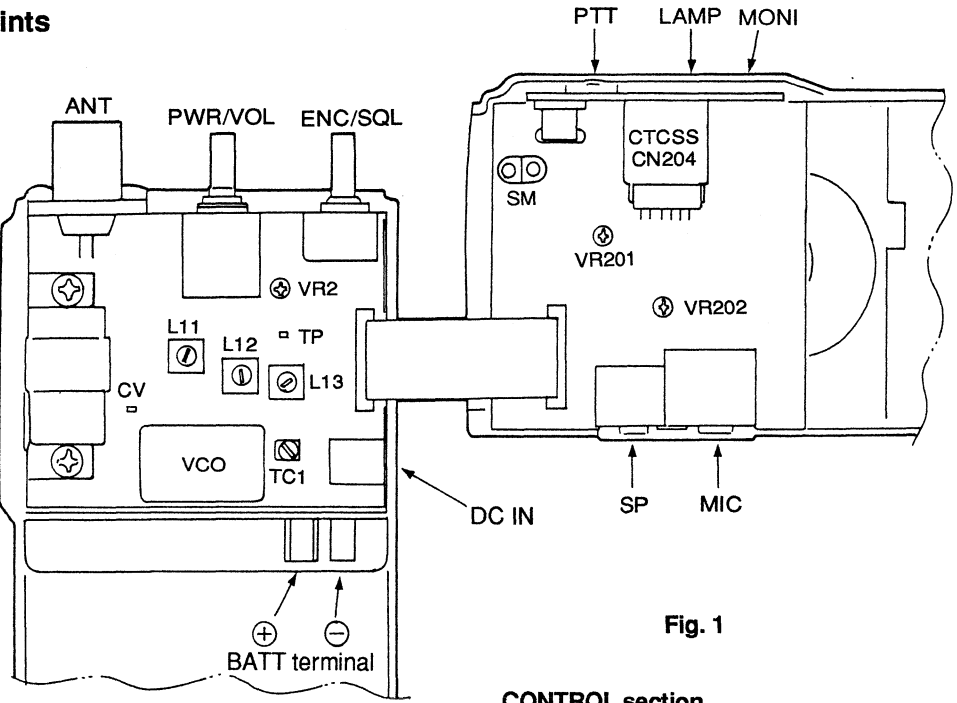 ints
PTT
LAMP
MONI
ANT
PWR/VOL
ENC/SQL
CTCSS
CN204
SM
VR201
VR202
VR2
L11
TP
L12
L13
CV
VCO
TC1
DC IN
SP
MIC
+
−
BATT terminal
Fig. 1
CONTROL section